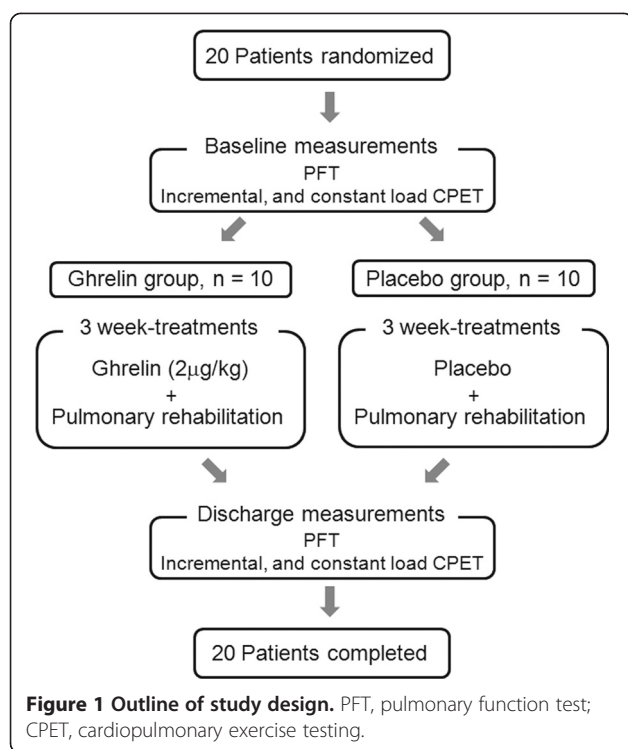 20 Patients randomized
Baseline measurements
PFT
Incremental, and constant load CPET
Ghrelin group, n = 10
Placebo group, n = 10
3 week-treatments
Ghrelin (2μg/kg)
+
Pulmonary rehabilitation
3 week-treatments
Placebo
+
Pulmonary rehabilitation
Discharge measurements
PFT
Incremental, and constant load CPET
20 Patients completed
Figure 1 Outline of study design. PFT, pulmonary function test;
CPET, cardiopulmonary exercise testing.